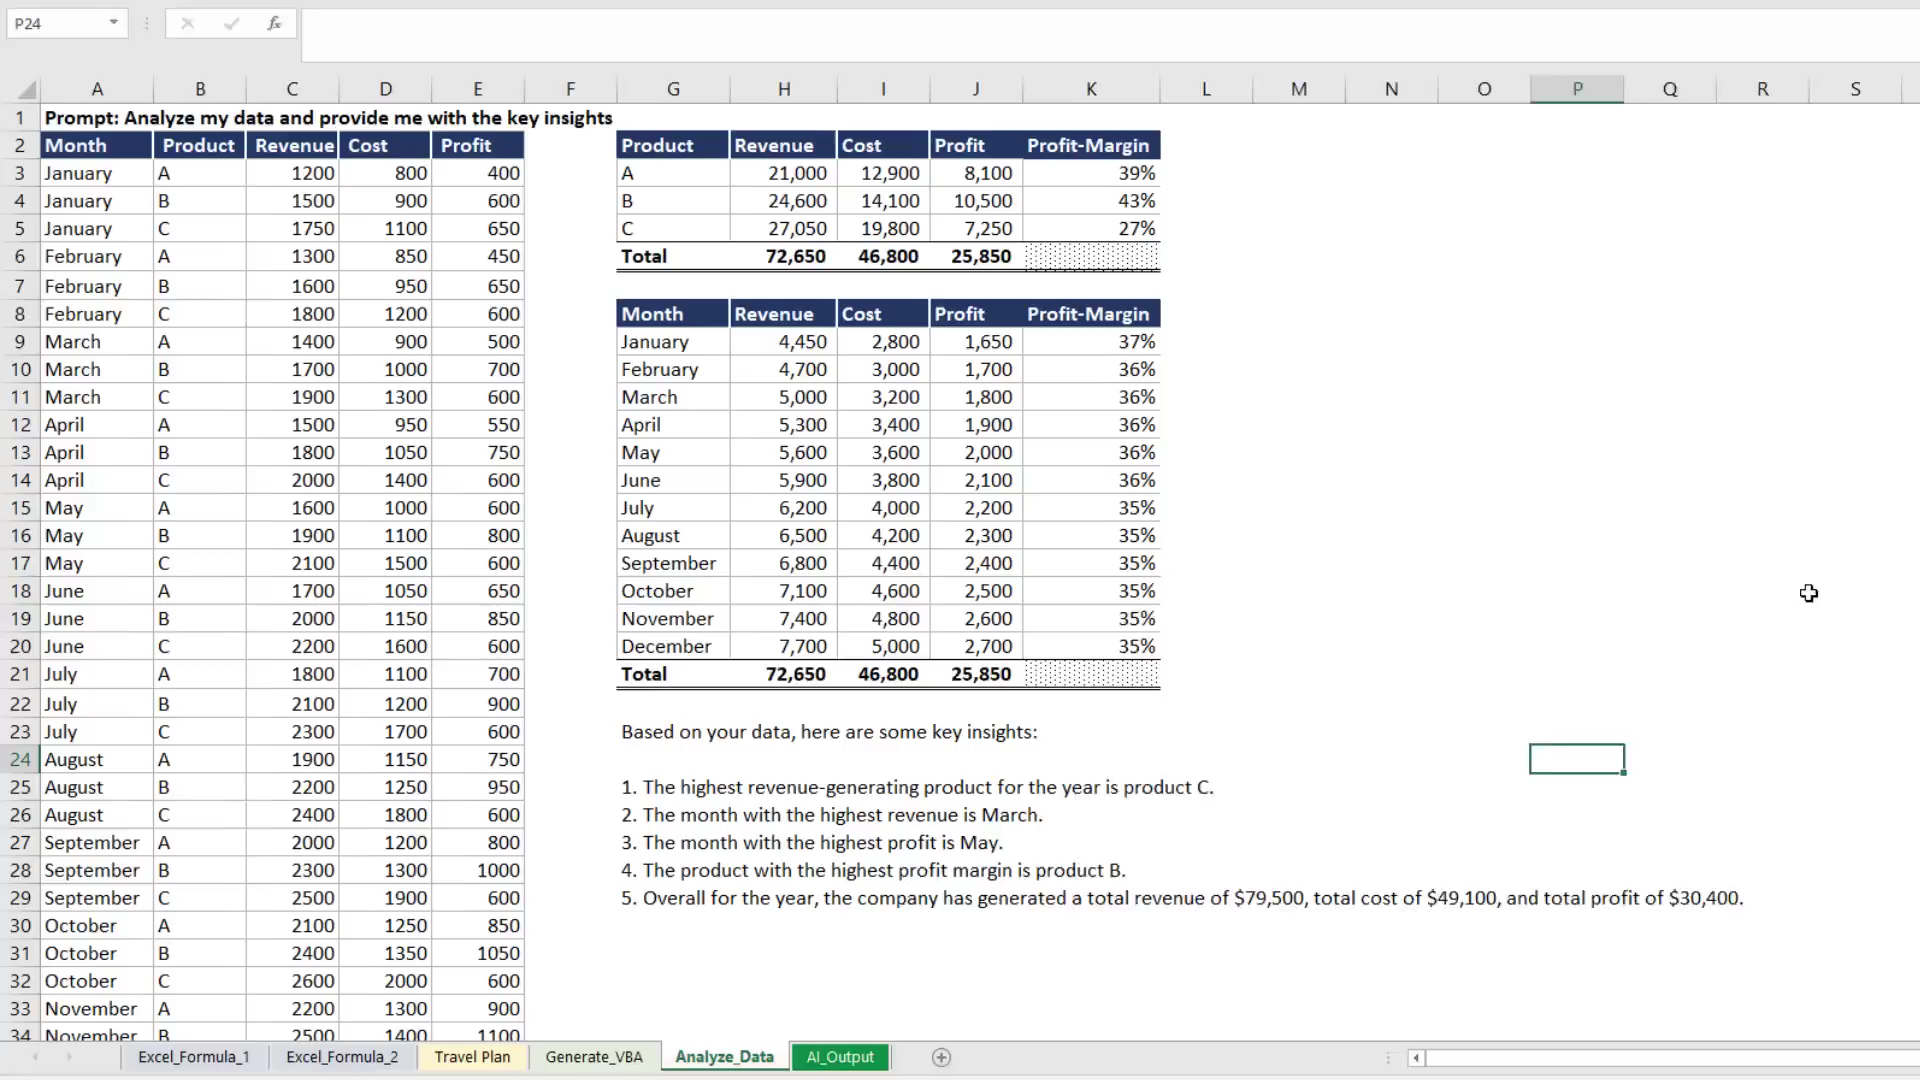 P24
fx
A B C D E F G H I J K L M N O P Q R S
1 Prompt: Analyze my data and provide me with the key insights
2 Month Product Revenue Cost Profit Product Revenue Cost Profit Profit-Margin
3 January A 1200 800 400 A 21,000 12,900 8,100 39%
4 January B 1500 900 600 B 24,600 14,100 10,500 43%
5 January C 1750 1100 650 C 27,050 19,800 7,250 27%
6 February A 1300 850 450 Total 72,650 46,800 25,850
7 February B 1600 950 650
8 February C 1800 1200 600 Month Revenue Cost Profit Profit-Margin
9 March A 1400 900 500 January 4,450 2,800 1,650 37%
10 March B 1700 1000 700 February 4,700 3,000 1,700 36%
11 March C 1900 1300 600 March 5,000 3,200 1,800 36%
12 April A 1500 950 550 April 5,300 3,400 1,900 36%
13 April B 1800 1050 750 May 5,600 3,600 2,000 36%
14 April C 2000 1400 600 June 5,900 3,800 2,100 36%
15 May A 1600 1000 600 July 6,200 4,000 2,200 35%
16 May B 1900 1100 800 August 6,500 4,200 2,300 35%
17 May C 2100 1500 600 September 6,800 4,400 2,400 35%
18 June A 1700 1050 650 October 7,100 4,600 2,500 35%
19 June B 2000 1150 850 November 7,400 4,800 2,600 35%
20 June C 2200 1600 600 December 7,700 5,000 2,700 35%
21 July A 1800 1100 700 Total 72,650 46,800 25,850
22 July B 2100 1200 900
23 July C 2300 1700 600 Based on your data, here are some key insights:
24 August A 1900 1150 750
25 August B 2200 1250 950 1. The highest revenue-generating product for the year is product C.
26 August C 2400 1800 600 2. The month with the highest revenue is March.
27 September A 2000 1200 800 3. The month with the highest profit is May.
28 September B 2300 1300 1000 4. The product with the highest profit margin is product B.
29 September C 2500 1900 600 5. Overall for the year, the company has generated a total revenue of $79,500, total cost of $49,100, and total profit of $30,400.
30 October A 2100 1250 850
31 October B 2400 1350 1050
32 October C 2600 2000 600
33 November A 2200 1300 900
34 November B 2500 1400 1100
Excel_Formula_1 Excel_Formula_2 Travel Plan Generate_VBA Analyze_Data AI_Output